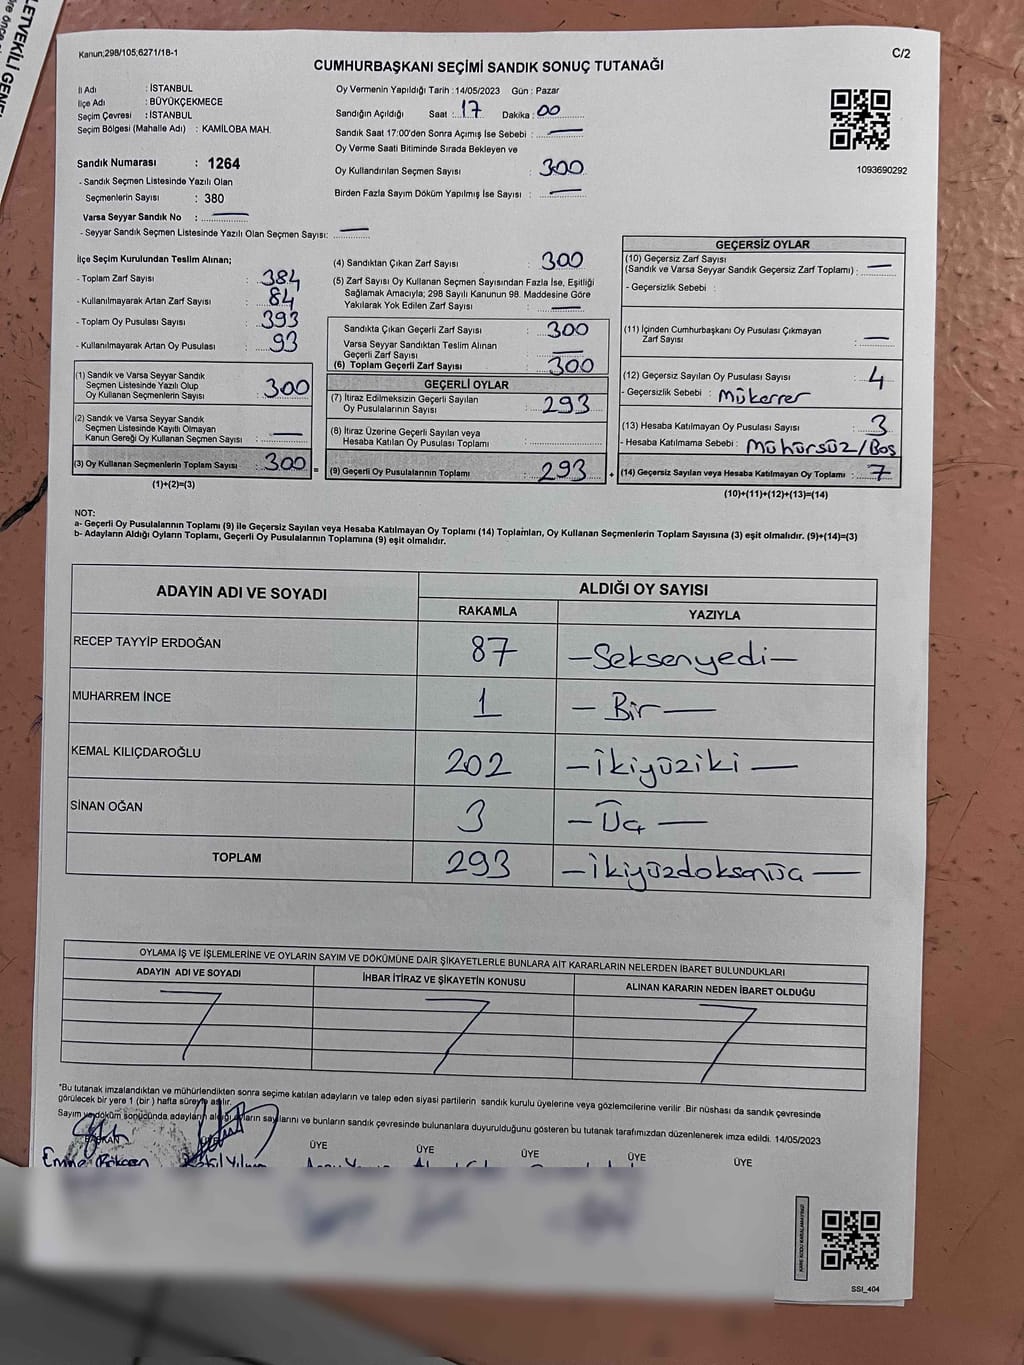 LETVEKİLİ GENE
Kanun;298/105;6271/18-1
C/2
CUMHURBAŞKANI SEÇİMİ SANDIK SONUÇ TUTANAĞI
İl Adı : İSTANBUL
İlçe Adı : BÜYÜKÇEKMECE
Seçim Çevresi : İSTANBUL
Seçim Bölgesi (Mahalle Adı) : KAMİLOBA MAH.
Sandık Numarası : 1264
- Sandık Seçmen Listesinde Yazılı Olan
Seçmenlerin Sayısı : 380
Varsa Seyyar Sandık No : —
- Seyyar Sandık Seçmen Listesinde Yazılı Olan Seçmen Sayısı: —
Oy Vermenin Yapıldığı Tarih : 14/05/2023 Gün : Pazar
Sandığın Açıldığı Saat : 17 Dakika : 00
Sandık Saat 17:00'den Sonra Açımış İse Sebebi : —
Oy Verme Saati Bitiminde Sırada Bekleyen ve
Oy Kullandırılan Seçmen Sayısı : 300
Birden Fazla Sayım Döküm Yapılmış İse Sayısı : —
1093690292
İlçe Seçim Kurulundan Teslim Alınan;
- Toplam Zarf Sayısı : 384
- Kullanılmayarak Artan Zarf Sayısı : 84
- Toplam Oy Pusulası Sayısı : 393
- Kullanılmayarak Artan Oy Pusulası : 93
(1) Sandık ve Varsa Seyyar Sandık
Seçmen Listesinde Yazılı Olup
Oy Kullanan Seçmenlerin Sayısı : 300
(2) Sandık ve Varsa Seyyar Sandık
Seçmen Listesinde Kayıtlı Olmayan
Kanun Gereği Oy Kullanan Seçmen Sayısı : —
(3) Oy Kullanan Seçmenlerin Toplam Sayısı : 300
(1)+(2)=(3)
(4) Sandıktan Çıkan Zarf Sayısı : 300
(5) Zarf Sayısı Oy Kullanan Seçmen Sayısından Fazla İse, Eşitliği
Sağlamak Amacıyla; 298 Sayılı Kanunun 98. Maddesine Göre
Yakılarak Yok Edilen Zarf Sayısı : —
Sandıkta Çıkan Geçerli Zarf Sayısı : 300
Varsa Seyyar Sandıktan Teslim Alınan
Geçerli Zarf Sayısı : —
(6) Toplam Geçerli Zarf Sayısı : 300
GEÇERLİ OYLAR
(7) İtiraz Edilmeksizin Geçerli Sayılan
Oy Pusulalarının Sayısı : 293
(8) İtiraz Üzerine Geçerli Sayılan veya
Hesaba Katılan Oy Pusulası Toplamı :
(9) Geçerli Oy Pusulalarının Toplamı : 293
=
+
GEÇERSİZ OYLAR
(10) Geçersiz Zarf Sayısı
(Sandık ve Varsa Seyyar Sandık Geçersiz Zarf Toplamı) : —
- Geçersizlik Sebebi :
(11) İçinden Cumhurbaşkanı Oy Pusulası Çıkmayan
Zarf Sayısı : —
(12) Geçersiz Sayılan Oy Pusulası Sayısı : 4
- Geçersizlik Sebebi : Mükerrer
(13) Hesaba Katılmayan Oy Pusulası Sayısı : 3
- Hesaba Katılmama Sebebi : Mühürsüz/Boş
(14) Geçersiz Sayılan veya Hesaba Katılmayan Oy Toplamı : 7
(10)+(11)+(12)+(13)=(14)
NOT:
a- Geçerli Oy Pusulalarının Toplamı (9) ile Geçersiz Sayılan veya Hesaba Katılmayan Oy Toplamı (14) Toplamları, Oy Kullanan Seçmenlerin Toplam Sayısına (3) eşit olmalıdır. (9)+(14)=(3)
b- Adayların Aldığı Oyların Toplamı, Geçerli Oy Pusulalarının Toplamına (9) eşit olmalıdır.
ADAYIN ADI VE SOYADI ALDIĞI OY SAYISI
RAKAMLA YAZIYLA
RECEP TAYYİP ERDOĞAN 87 —Seksenyedi—
MUHARREM İNCE 1 — Bir —
KEMAL KILIÇDAROĞLU 202 —ikiyüziki —
SİNAN OĞAN 3 — Üç —
TOPLAM 293 —ikiyüzdoksanüç —
OYLAMA İŞ VE İŞLEMLERİNE VE OYLARIN SAYIM VE DÖKÜMÜNE DAİR ŞİKAYETLERLE BUNLARA AİT KARARLARIN NELERDEN İBARET BULUNDUKLARI
ADAYIN ADI VE SOYADI İHBAR İTİRAZ VE ŞİKAYETİN KONUSU ALINAN KARARIN NEDEN İBARET OLDUĞU
"Bu tutanak imzalandıktan ve mühürlendikten sonra seçime katılan adayların ve talep eden siyasi partilerin sandık kurulu üyelerine veya gözlemcilerine verilir. Bir nüshası da sandık çevresinde
görülecek bir yere 1 (bir ) hafta süreyle asılır.
Sayım ve döküm sonucunda adayların aldığı oyların sayılarını ve bunların sandık çevresinde bulunanlara duyurulduğunu gösteren bu tutanak tarafımızdan düzenlenerek imza edildi. 14/05/2023
ÜYE ÜYE ÜYE ÜYE ÜYE
SSI_404